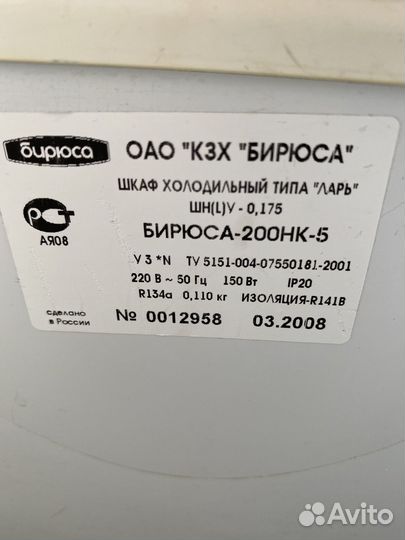 бирюса
ОАО "КЗХ "БИРЮСА"
ШКАФ ХОЛОДИЛЬНЫЙ ТИПА "ЛАРЬ"
ШН(L)V - 0,175
РСТ
АЯ08
БИРЮСА-200НК-5
V 3 *N ТУ 5151-004-07550181-2001
220 В ~ 50 Гц 150 Вт IP20
R134a 0,110 кг ИЗОЛЯЦИЯ-R141В
сделано
в России
№ 0012958 03.2008
Avito